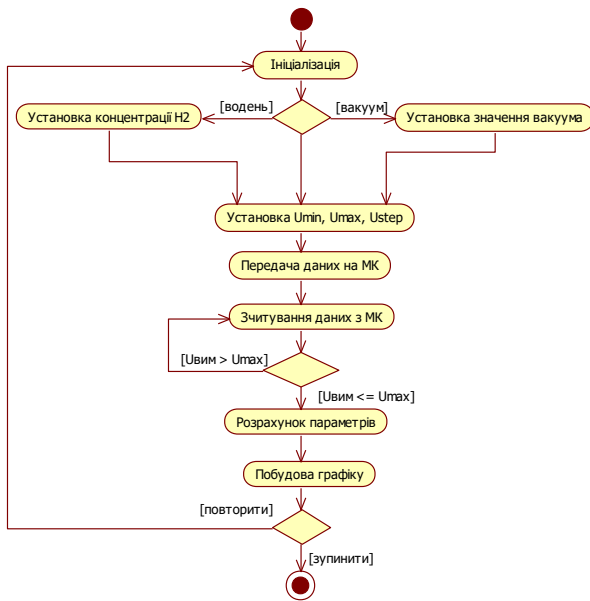 Ініціалізація
[водень]
[вакуум]
Установка концентрації H2
Установка значення вакуума
Установка Umin, Umax, Ustep
Передача даних на МК
Зчитування даних з МК
[Uвим > Umax]
[Uвим <= Umax]
Розрахунок параметрів
Побудова графіку
[повторити]
[зупинити]